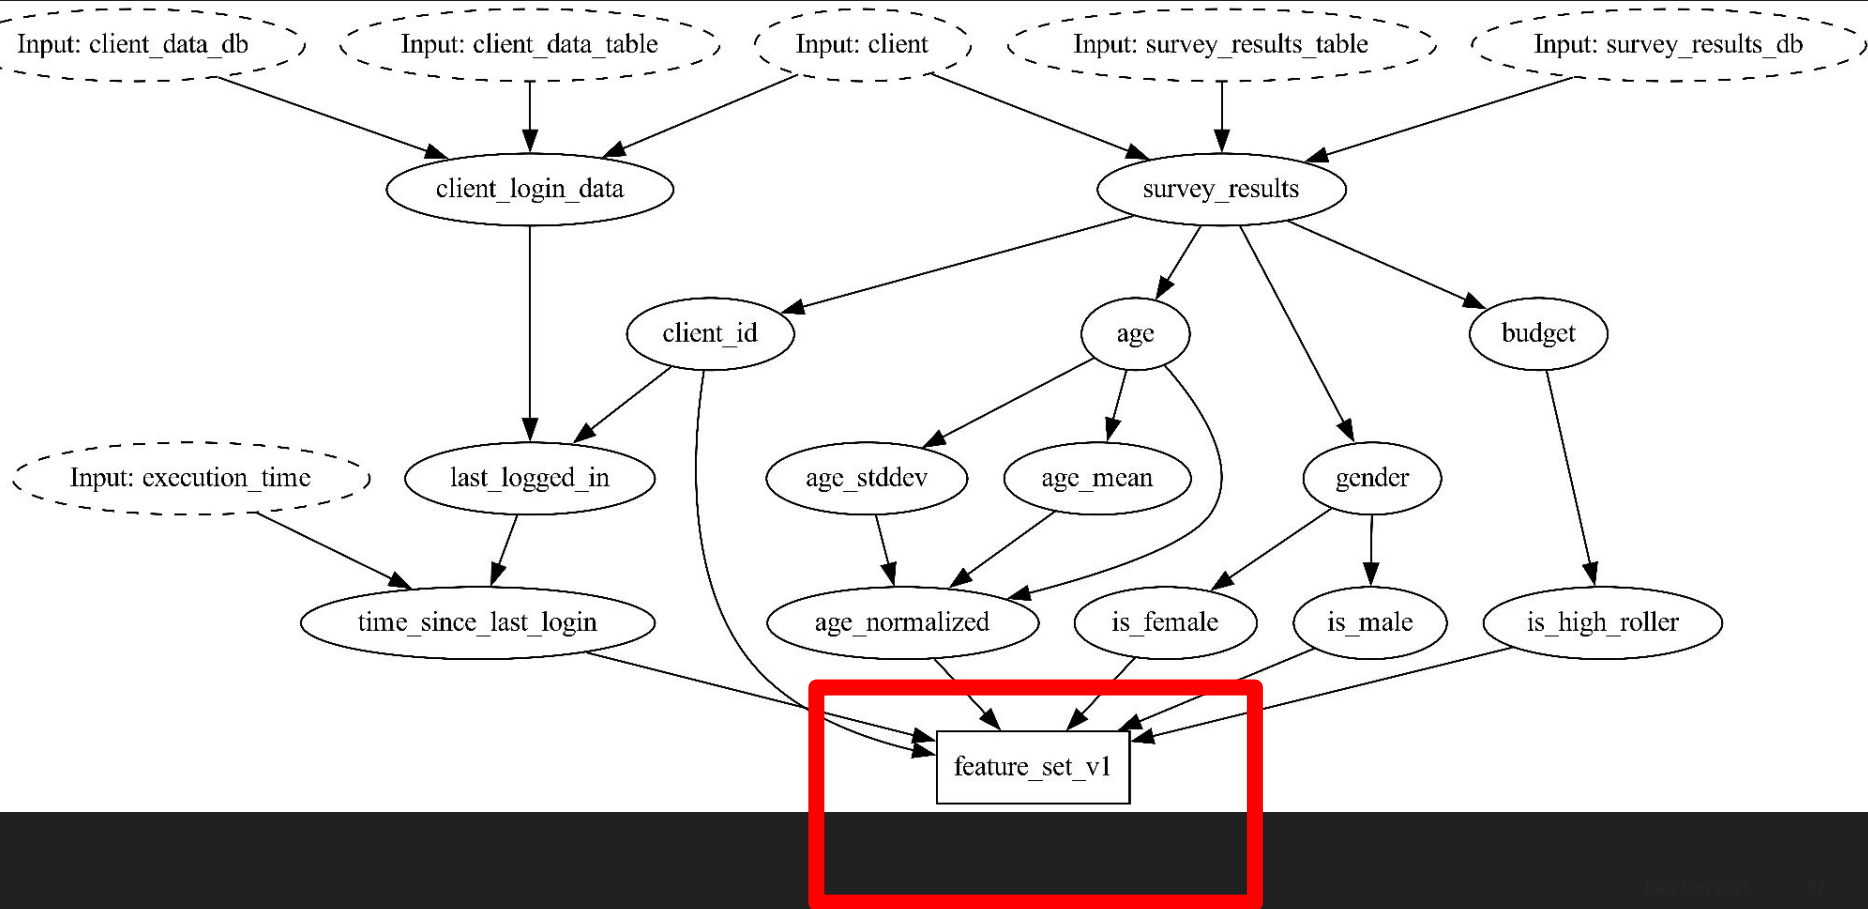 Input: client_data_db
Input: client_data_table
Input: client
Input: survey_results_table
Input: survey_results_db
client_login_data
survey_results
client_id
age
budget
Input: execution_time
last_logged_in
age_stddev
age_mean
gender
time_since_last_login
age_normalized
is_female
is_male
is_high_roller
feature_set_v1
37